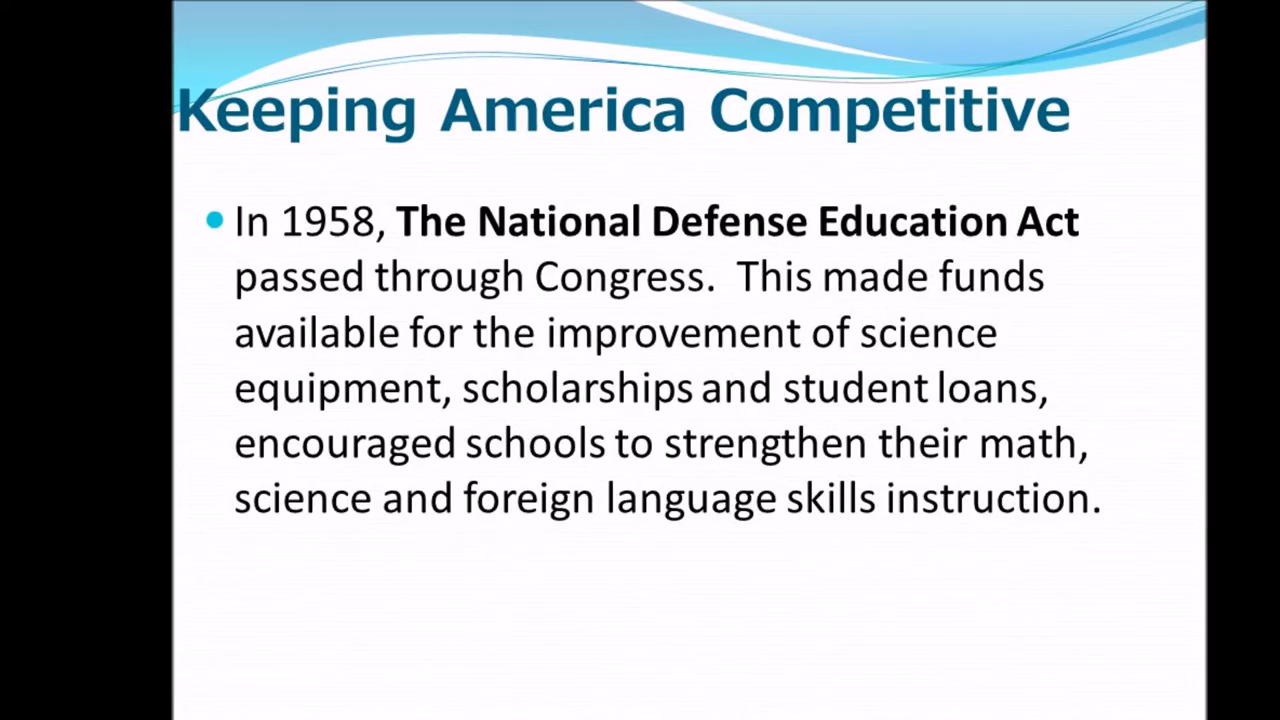 Keeping America Competitive
In 1958, The National Defense Education Act
passed through Congress.  This made funds
available for the improvement of science
equipment, scholarships and student loans,
encouraged schools to strengthen their math,
science and foreign language skills instruction.